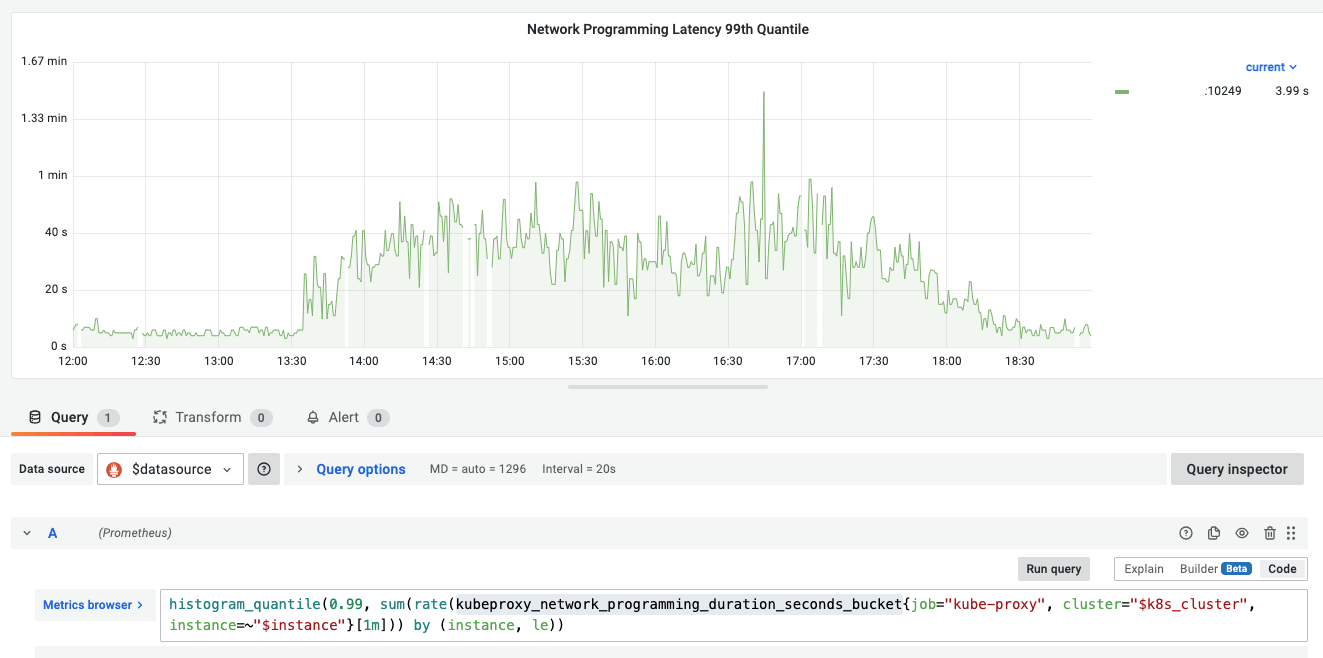 Network Programming Latency 99th Quantile
1.67 min
1.33 min
1 min
40 s
20 s
0 s
12:00 12:30 13:00 13:30 14:00 14:30 15:00 15:30 16:00 16:30 17:00 17:30 18:00 18:30
current
:10249 3.99 s
Query 1 Transform 0 Alert 0
Data source $datasource Query options MD = auto = 1296 Interval = 20s Query inspector
A (Prometheus)
Run query Explain Builder Beta Code
Metrics browser > histogram_quantile(0.99, sum(rate(kubeproxy_network_programming_duration_seconds_bucket{job="kube-proxy", cluster="$k8s_cluster",
instance=~"$instance"}[1m])) by (instance, le))